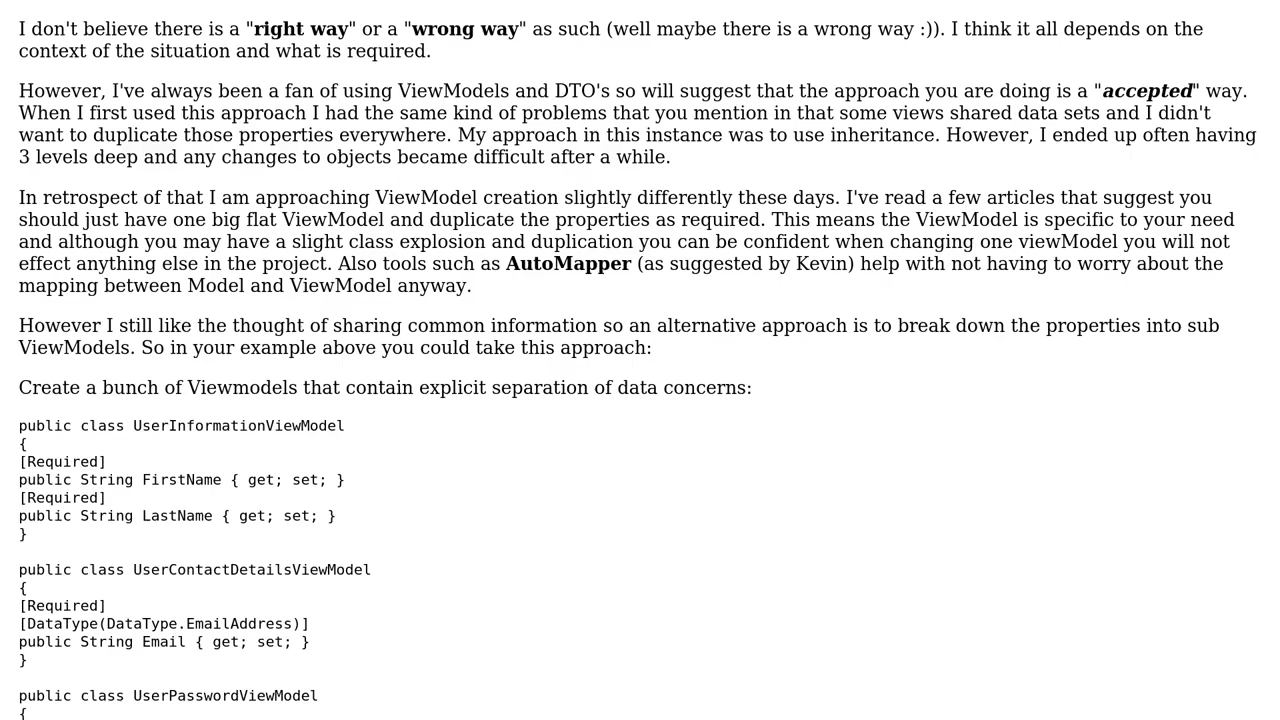 I don't believe there is a "right way" or a "wrong way" as such (well maybe there is a wrong way :)). I think it all depends on the
context of the situation and what is required.
However, I've always been a fan of using ViewModels and DTO's so will suggest that the approach you are doing is a "accepted" way.
When I first used this approach I had the same kind of problems that you mention in that some views shared data sets and I didn't
want to duplicate those properties everywhere. My approach in this instance was to use inheritance. However, I ended up often having
3 levels deep and any changes to objects became difficult after a while.
In retrospect of that I am approaching ViewModel creation slightly differently these days. I've read a few articles that suggest you
should just have one big flat ViewModel and duplicate the properties as required. This means the ViewModel is specific to your need
and although you may have a slight class explosion and duplication you can be confident when changing one viewModel you will not
effect anything else in the project. Also tools such as AutoMapper (as suggested by Kevin) help with not having to worry about the
mapping between Model and ViewModel anyway.
However I still like the thought of sharing common information so an alternative approach is to break down the properties into sub
ViewModels. So in your example above you could take this approach:
Create a bunch of Viewmodels that contain explicit separation of data concerns:
public class UserInformationViewModel
{
[Required]
public String FirstName { get; set; }
[Required]
public String LastName { get; set; }
}
public class UserContactDetailsViewModel
{
[Required]
[DataType(DataType.EmailAddress)]
public String Email { get; set; }
}
public class UserPasswordViewModel
{